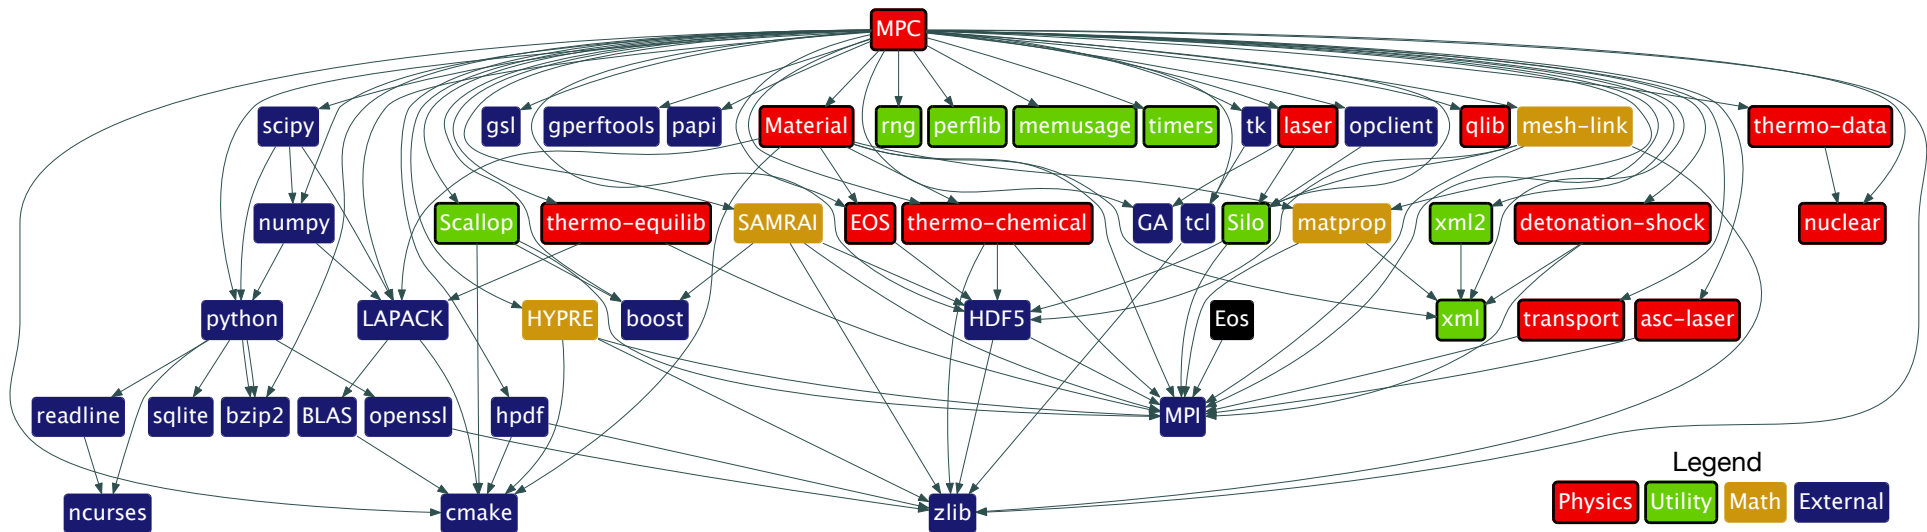 MPC
scipy
gsl
gperftools
papi
Material
rng
perflib
memusage
timers
tk
laser
opclient
qlib
mesh-link
thermo-data
numpy
Scallop
thermo-equilib
SAMRAI
EOS
thermo-chemical
GA
tcl
Silo
matprop
xml2
detonation-shock
nuclear
python
LAPACK
HYPRE
boost
HDF5
Eos
xml
transport
asc-laser
readline
sqlite
bzip2
BLAS
openssl
hpdf
MPI
ncurses
cmake
zlib
Legend
Physics
Utility
Math
External